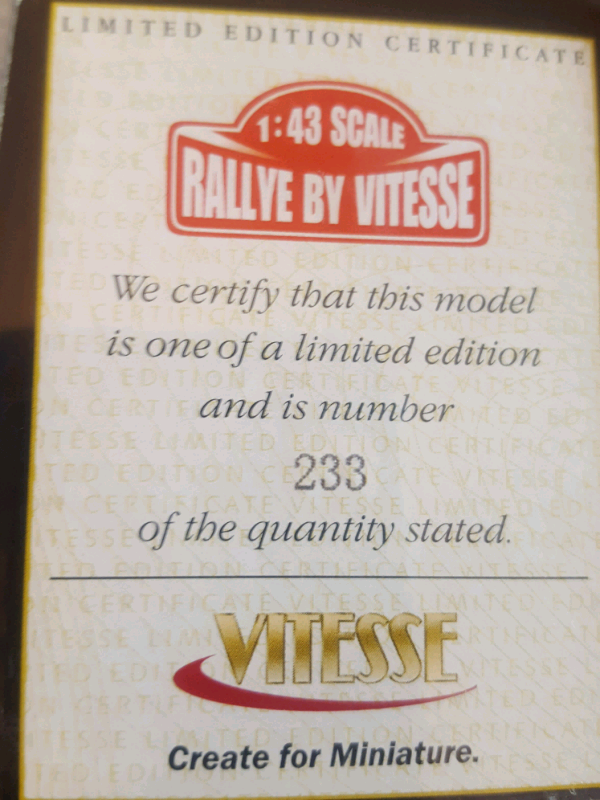 LIMITED EDITION CERTIFICATE
1:43 SCALE
RALLYE BY VITESSE
We certify that this model
is one of a limited edition
and is number
233
of the quantity stated.
VITESSE
Create for Miniature.